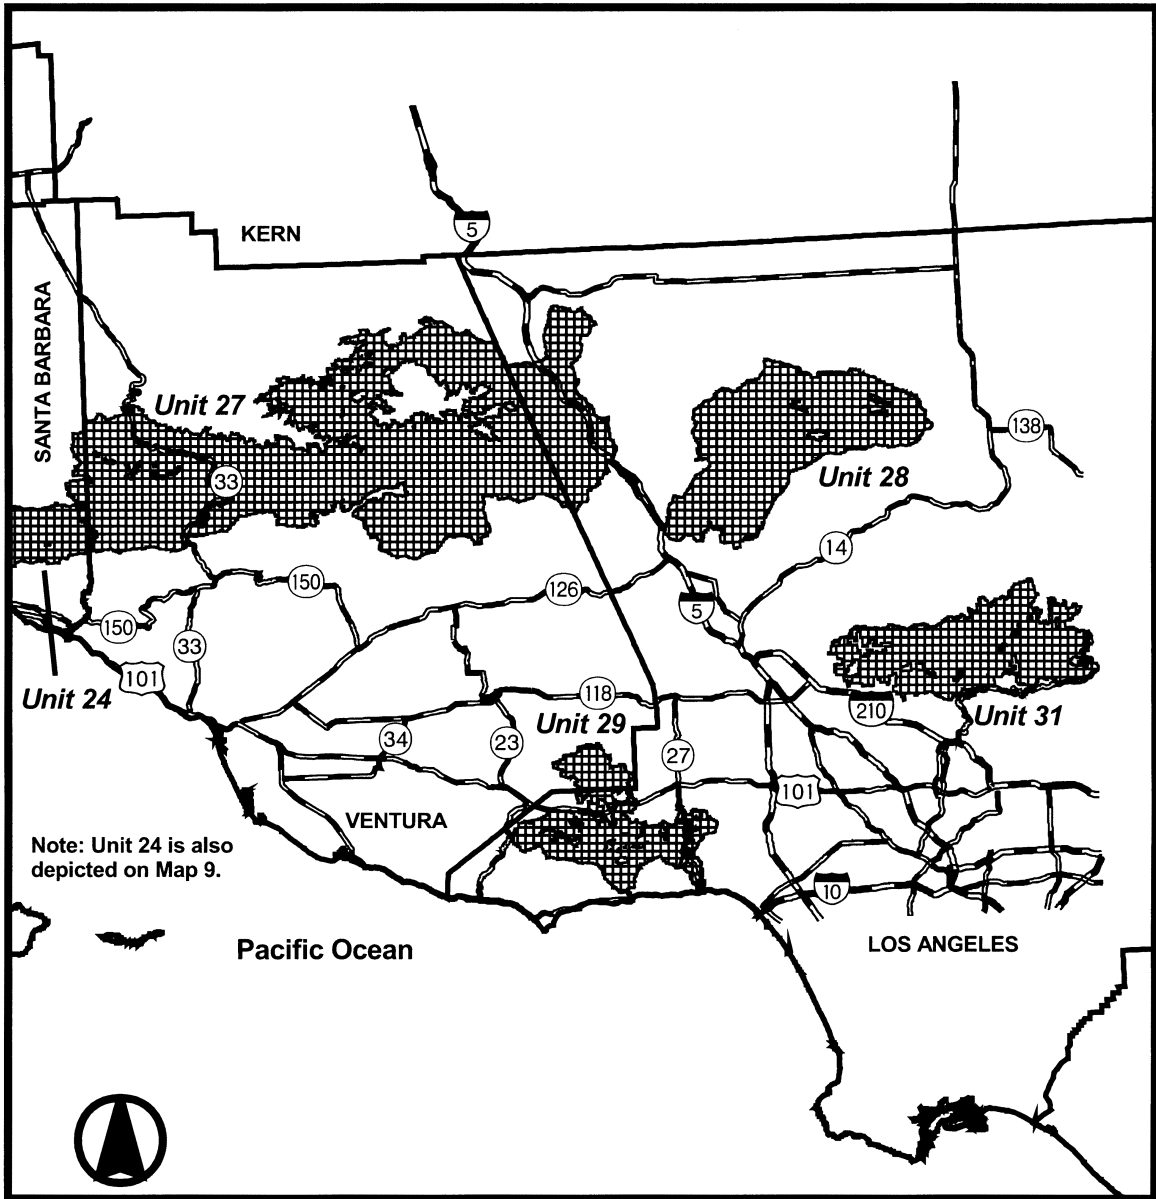 5
KERN
SANTA BARBARA
Unit 27
138
33
Unit 28
14
150
126
5
150
33
101
Unit 24
118
210
Unit 29
Unit 31
34
23
27
101
VENTURA
Note: Unit 24 is also
depicted on Map 9.
10
LOS ANGELES
Pacific Ocean